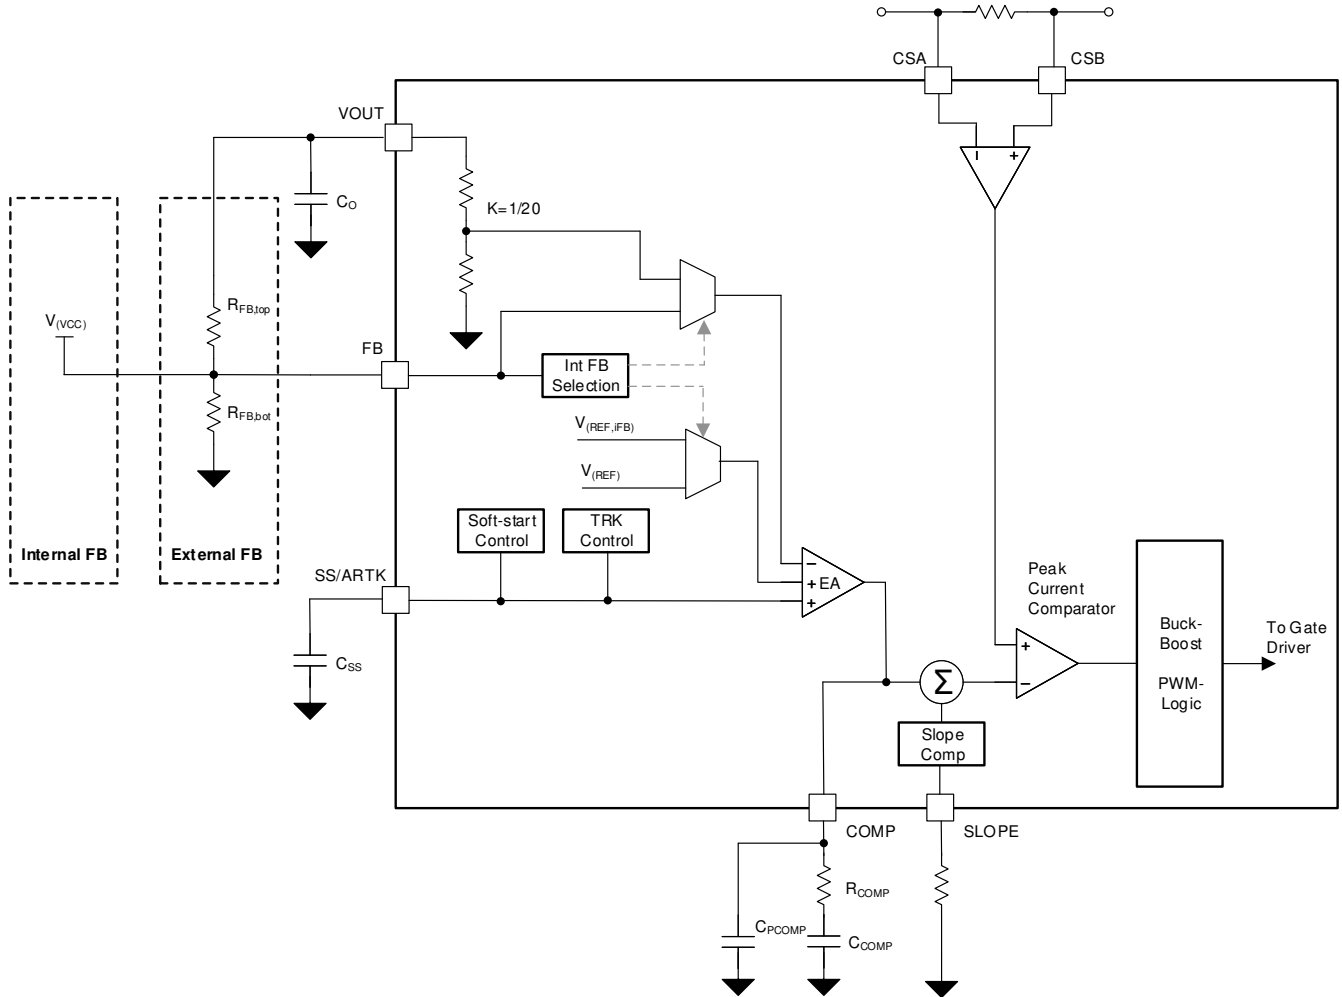 CSA
CSB
VOUT
- +
CO
K=1/20
RFB,top
V(VCC)
FB
Int FB
Selection
RFB,bot
V(REF,iFB)
V(REF)
Soft-start
Control
TRK
Control
Internal FB
External FB
SS/ARTK
-
+
+
EA
Peak
Current
Comparator
Buck-
Boost
PWM-
Logic
To Gate
Driver
+
-
CSS
Σ
Slope
Comp
COMP
SLOPE
RCOMP
CPCOMP
CCOMP